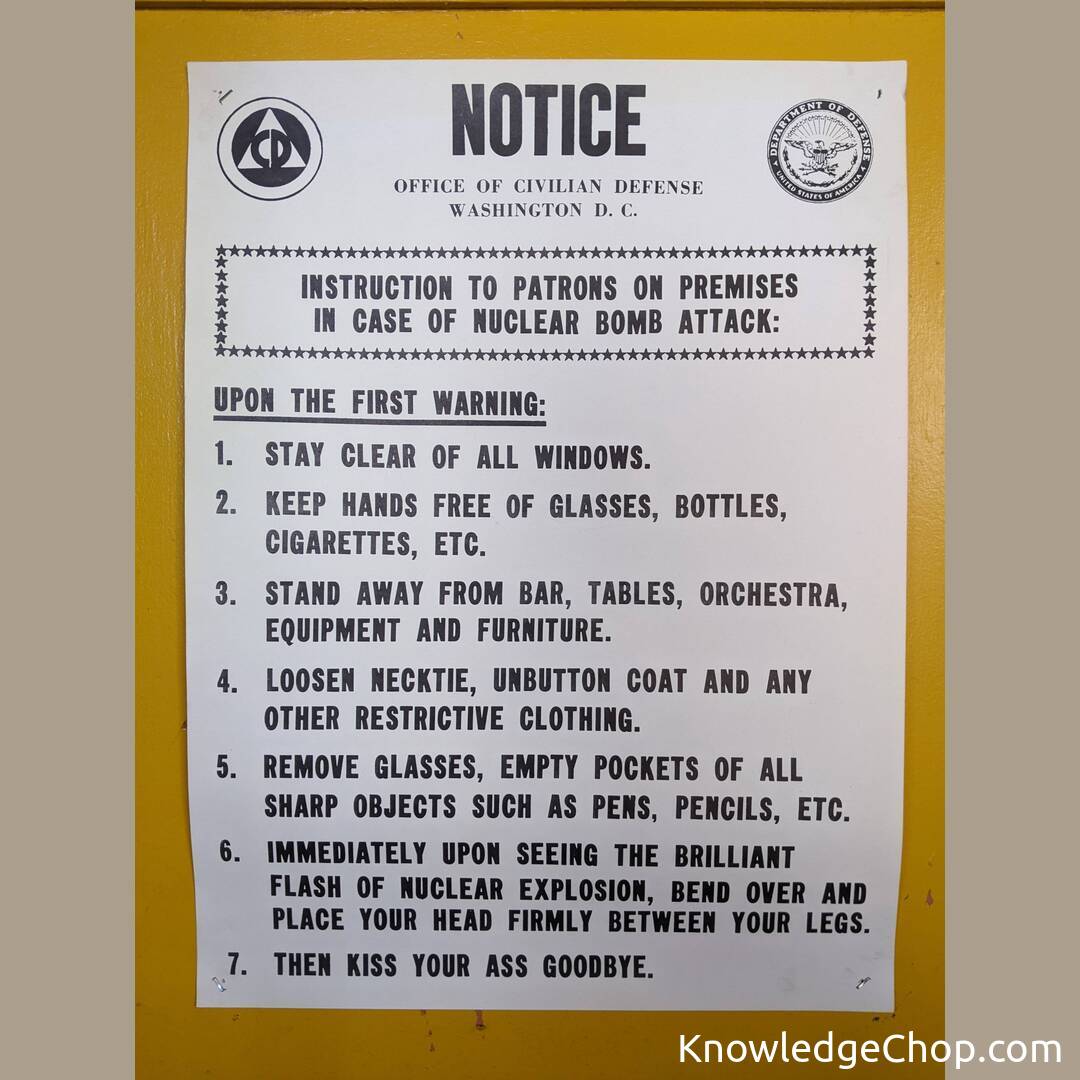 NOTICE
CD
DEPARTMENT OF DEFENSE
UNITED STATES OF AMERICA
OFFICE OF CIVILIAN DEFENSE
WASHINGTON D. C.
INSTRUCTION TO PATRONS ON PREMISES
IN CASE OF NUCLEAR BOMB ATTACK:
UPON THE FIRST WARNING:
1. STAY CLEAR OF ALL WINDOWS.
2. KEEP HANDS FREE OF GLASSES, BOTTLES,
CIGARETTES, ETC.
3. STAND AWAY FROM BAR, TABLES, ORCHESTRA,
EQUIPMENT AND FURNITURE.
4. LOOSEN NECKTIE, UNBUTTON COAT AND ANY
OTHER RESTRICTIVE CLOTHING.
5. REMOVE GLASSES, EMPTY POCKETS OF ALL
SHARP OBJECTS SUCH AS PENS, PENCILS, ETC.
6. IMMEDIATELY UPON SEEING THE BRILLIANT
FLASH OF NUCLEAR EXPLOSION, BEND OVER AND
PLACE YOUR HEAD FIRMLY BETWEEN YOUR LEGS.
7. THEN KISS YOUR ASS GOODBYE.
KnowledgeChop.com